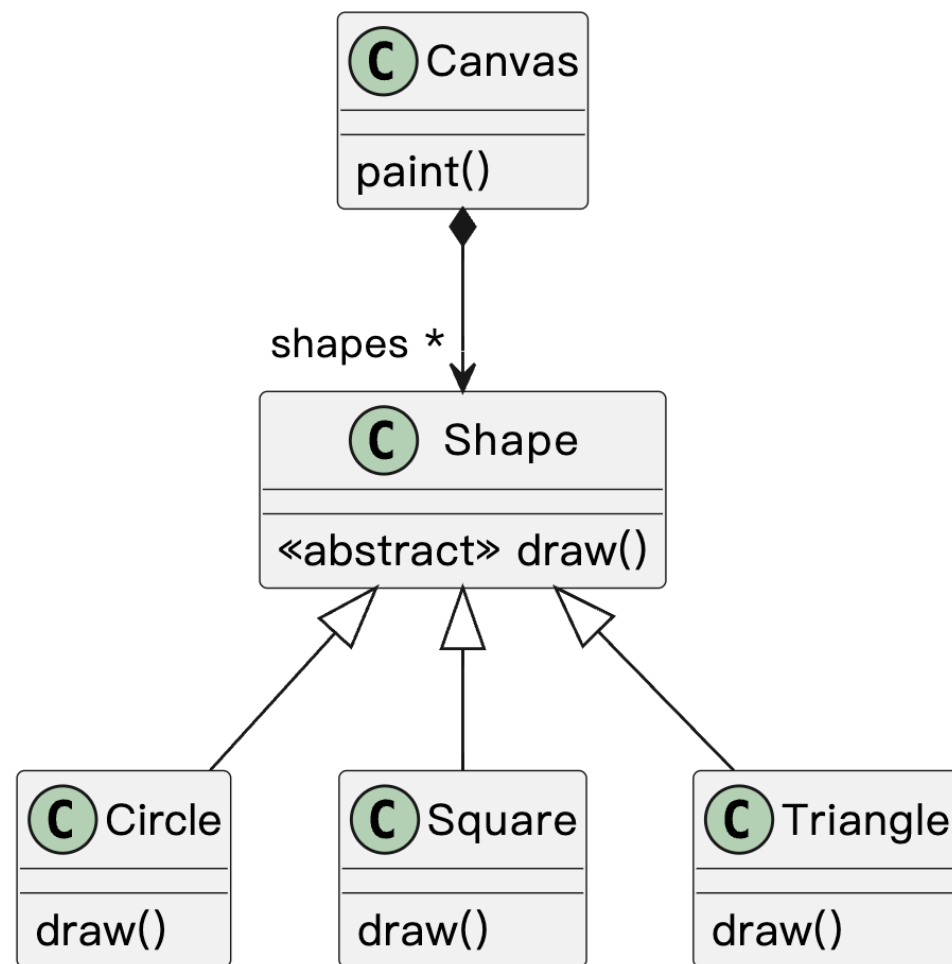 C Canvas
paint()
shapes *
C Shape
«abstract» draw()
C Circle
C Square
C Triangle
draw()
draw()
draw()